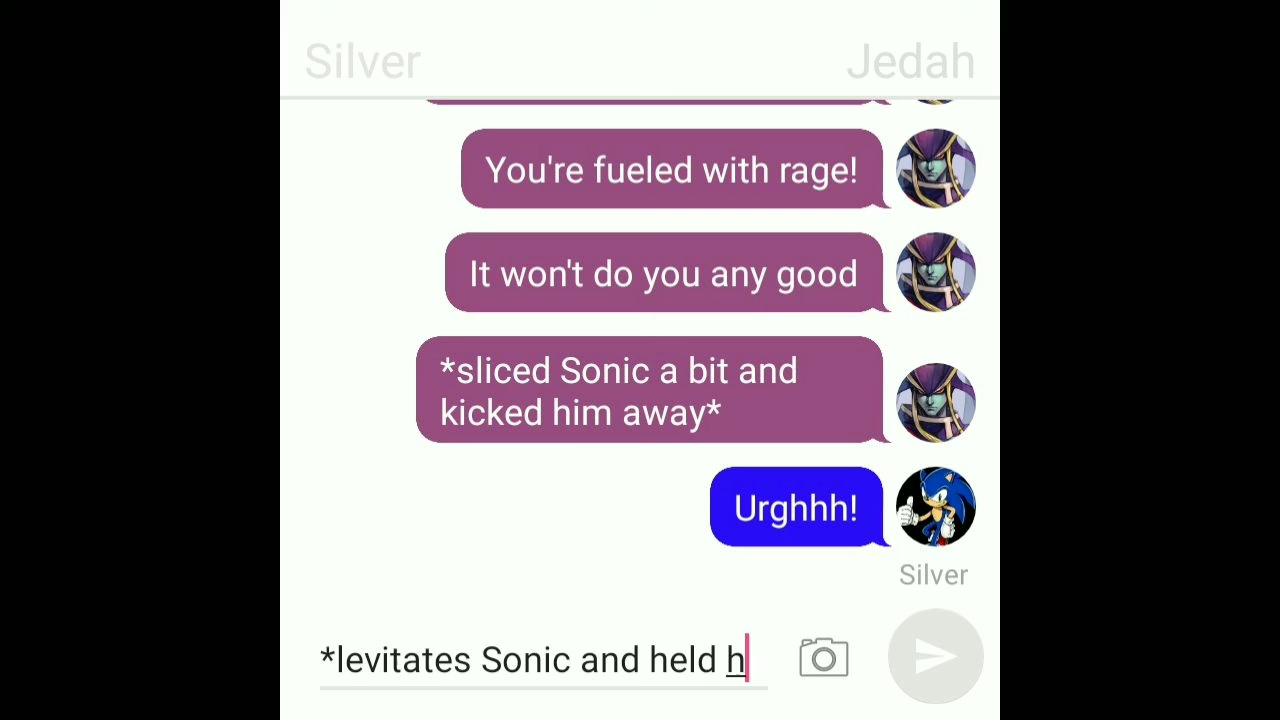 Silver
Jedah
You're fueled with rage!
It won't do you any good
*sliced Sonic a bit and
kicked him away*
Urghhh!
Silver
*levitates Sonic and held h